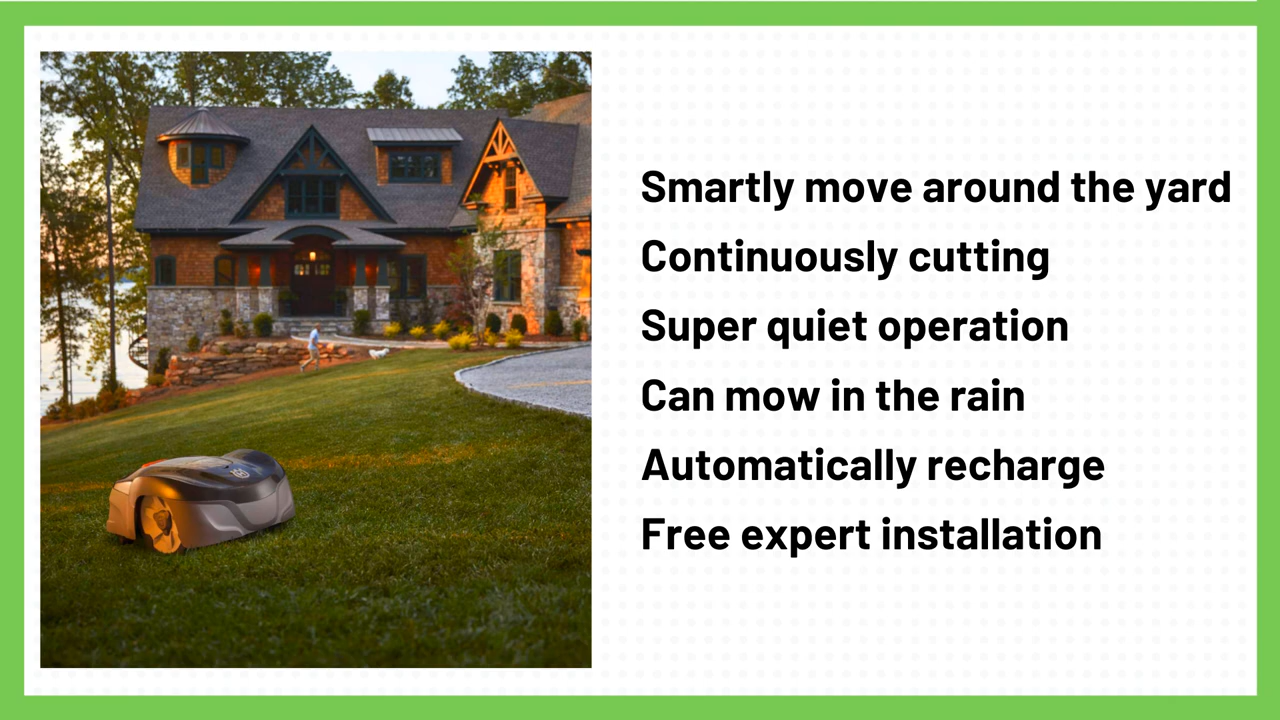 Smartly move around the yard
Continuously cutting
Super quiet operation
Can mow in the rain
Automatically recharge
Free expert installation